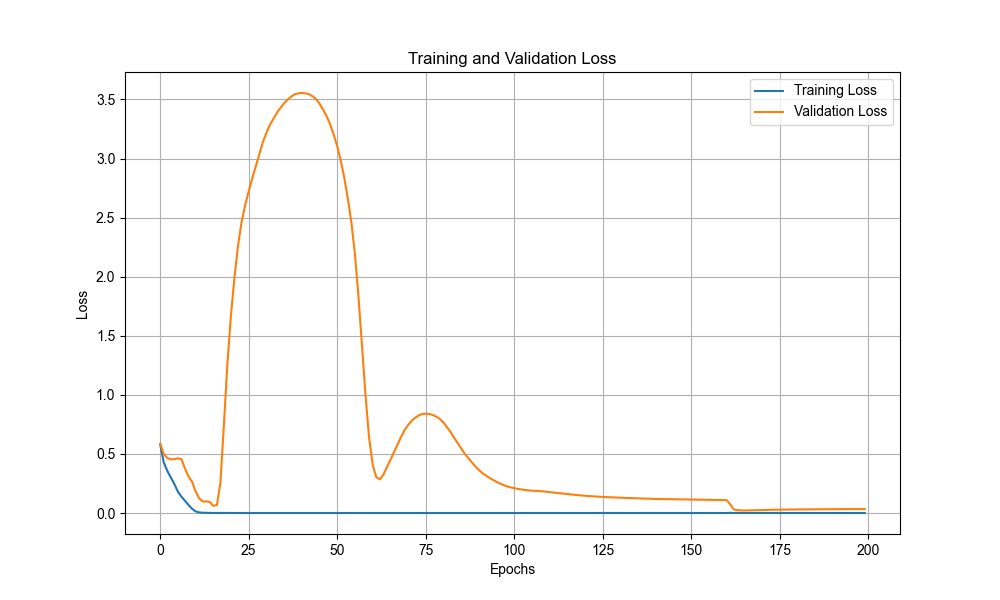 Training and Validation Loss
Training Loss
Validation Loss
3.5
3.0
2.5
2.0
1.5
1.0
0.5
0.0
Loss
0 25 50 75 100 125 150 175 200
Epochs